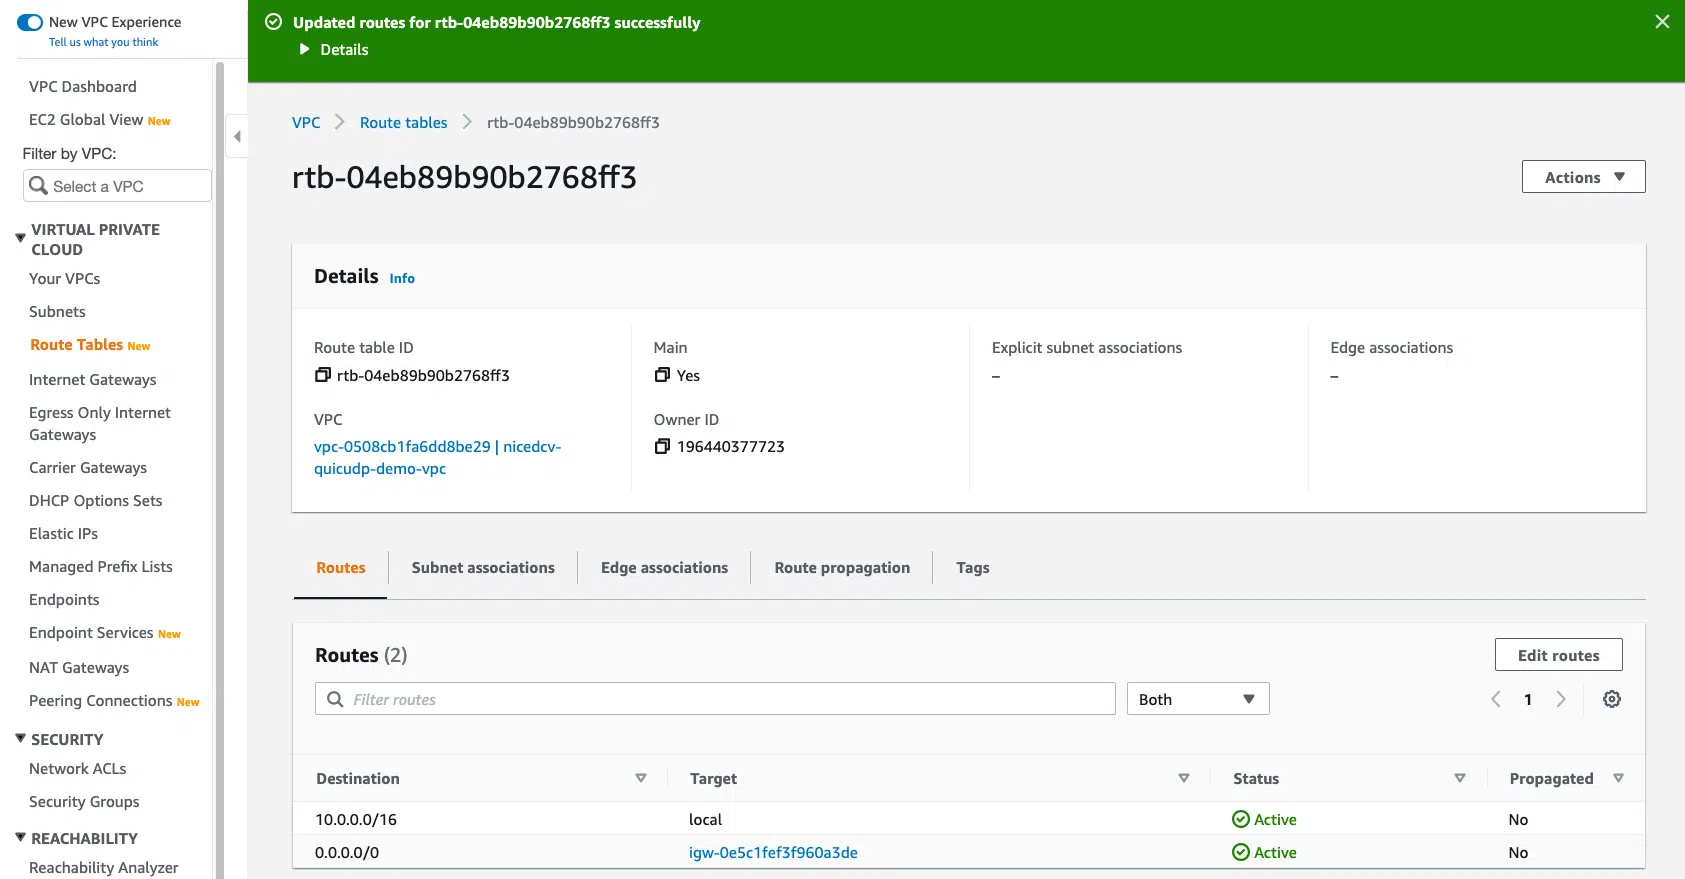 New VPC Experience
Tell us what you think
VPC Dashboard
EC2 Global View New
Filter by VPC:
Select a VPC
VIRTUAL PRIVATE
CLOUD
Your VPCs
Subnets
Route Tables New
Internet Gateways
Egress Only Internet
Gateways
Carrier Gateways
DHCP Options Sets
Elastic IPs
Managed Prefix Lists
Endpoints
Endpoint Services New
NAT Gateways
Peering Connections New
SECURITY
Network ACLs
Security Groups
REACHABILITY
Reachability Analyzer
Updated routes for rtb-04eb89b90b2768ff3 successfully
Details
VPC > Route tables > rtb-04eb89b90b2768ff3
rtb-04eb89b90b2768ff3
Actions
Details Info
Route table ID
rtb-04eb89b90b2768ff3
Main
Yes
Explicit subnet associations
–
Edge associations
–
VPC
vpc-0508cb1fa6dd8be29 | nicedcv-
quicudp-demo-vpc
Owner ID
196440377723
Routes Subnet associations Edge associations Route propagation Tags
Routes (2)
Edit routes
Filter routes
Both
1
Destination Target Status Propagated
10.0.0.0/16 local Active No
0.0.0.0/0 igw-0e5c1fef3f960a3de Active No